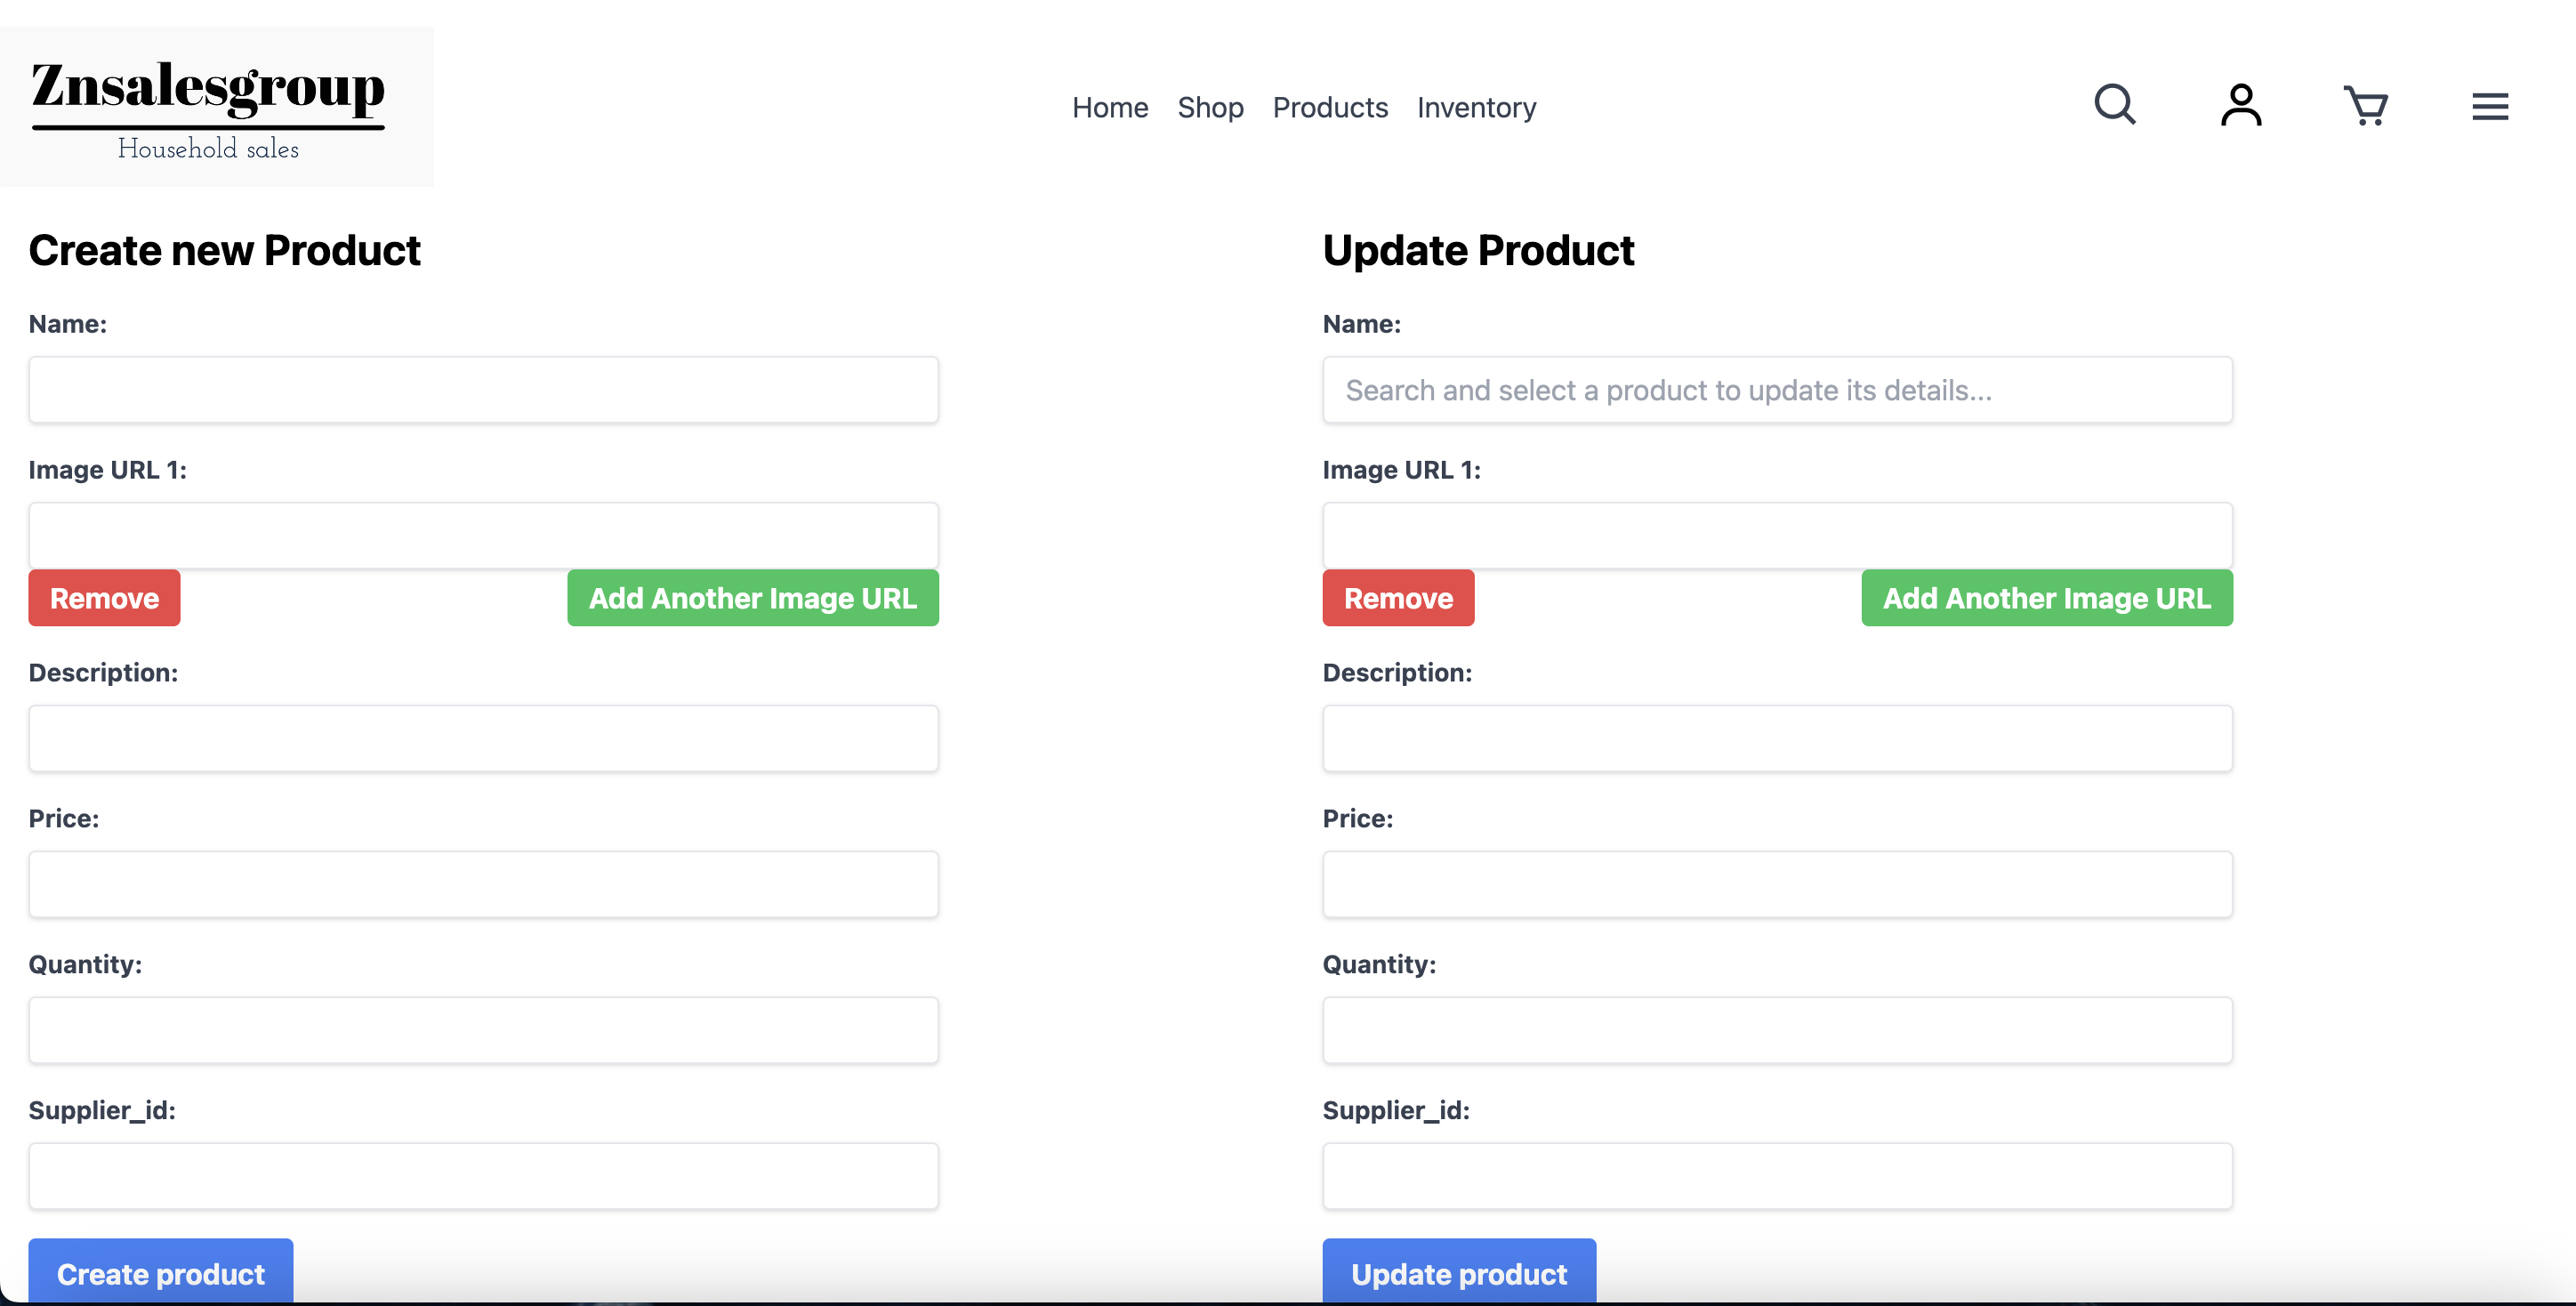 Znsalesgroup
Household sales
Home Shop Products Inventory
Create new Product
Name:
Image URL 1:
Remove Add Another Image URL
Description:
Price:
Quantity:
Supplier_id:
Create product
Update Product
Name:
Search and select a product to update its details...
Image URL 1:
Remove Add Another Image URL
Description:
Price:
Quantity:
Supplier_id:
Update product